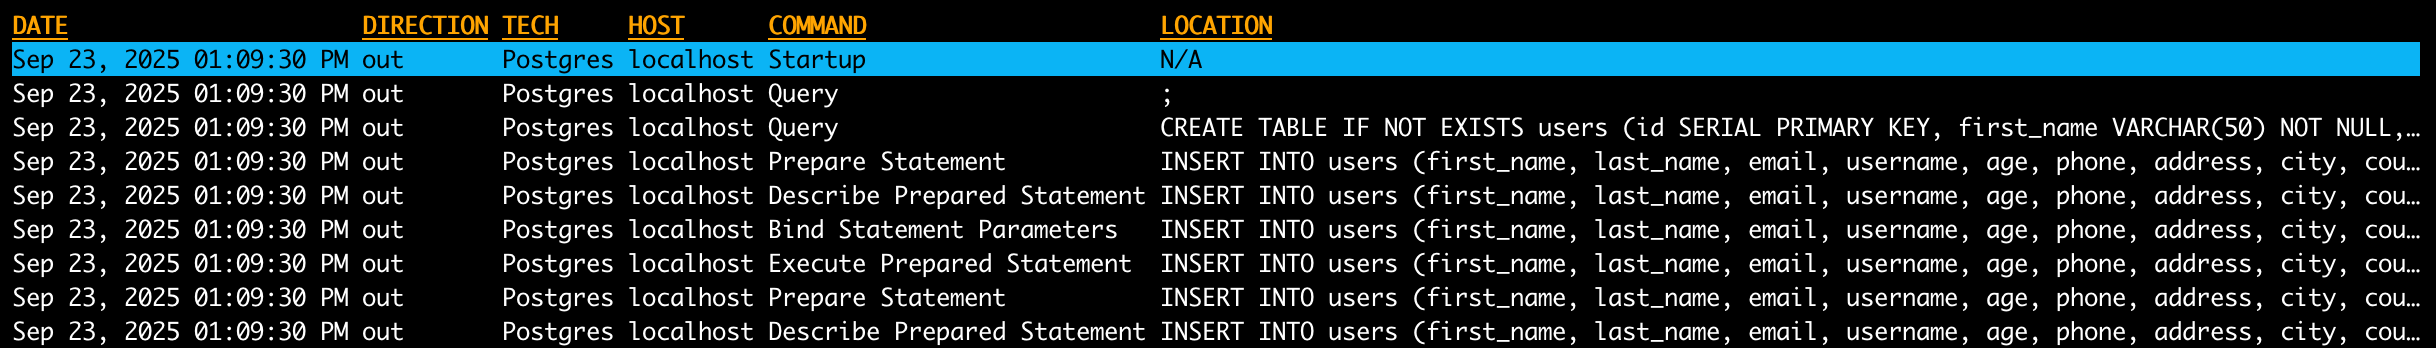 DATE DIRECTION TECH HOST COMMAND LOCATION
Sep 23, 2025 01:09:30 PM out Postgres localhost Startup N/A
Sep 23, 2025 01:09:30 PM out Postgres localhost Query ;
Sep 23, 2025 01:09:30 PM out Postgres localhost Query CREATE TABLE IF NOT EXISTS users (id SERIAL PRIMARY KEY, first_name VARCHAR(50) NOT NULL,…
Sep 23, 2025 01:09:30 PM out Postgres localhost Prepare Statement INSERT INTO users (first_name, last_name, email, username, age, phone, address, city, cou…
Sep 23, 2025 01:09:30 PM out Postgres localhost Describe Prepared Statement INSERT INTO users (first_name, last_name, email, username, age, phone, address, city, cou…
Sep 23, 2025 01:09:30 PM out Postgres localhost Bind Statement Parameters INSERT INTO users (first_name, last_name, email, username, age, phone, address, city, cou…
Sep 23, 2025 01:09:30 PM out Postgres localhost Execute Prepared Statement INSERT INTO users (first_name, last_name, email, username, age, phone, address, city, cou…
Sep 23, 2025 01:09:30 PM out Postgres localhost Prepare Statement INSERT INTO users (first_name, last_name, email, username, age, phone, address, city, cou…
Sep 23, 2025 01:09:30 PM out Postgres localhost Describe Prepared Statement INSERT INTO users (first_name, last_name, email, username, age, phone, address, city, cou…